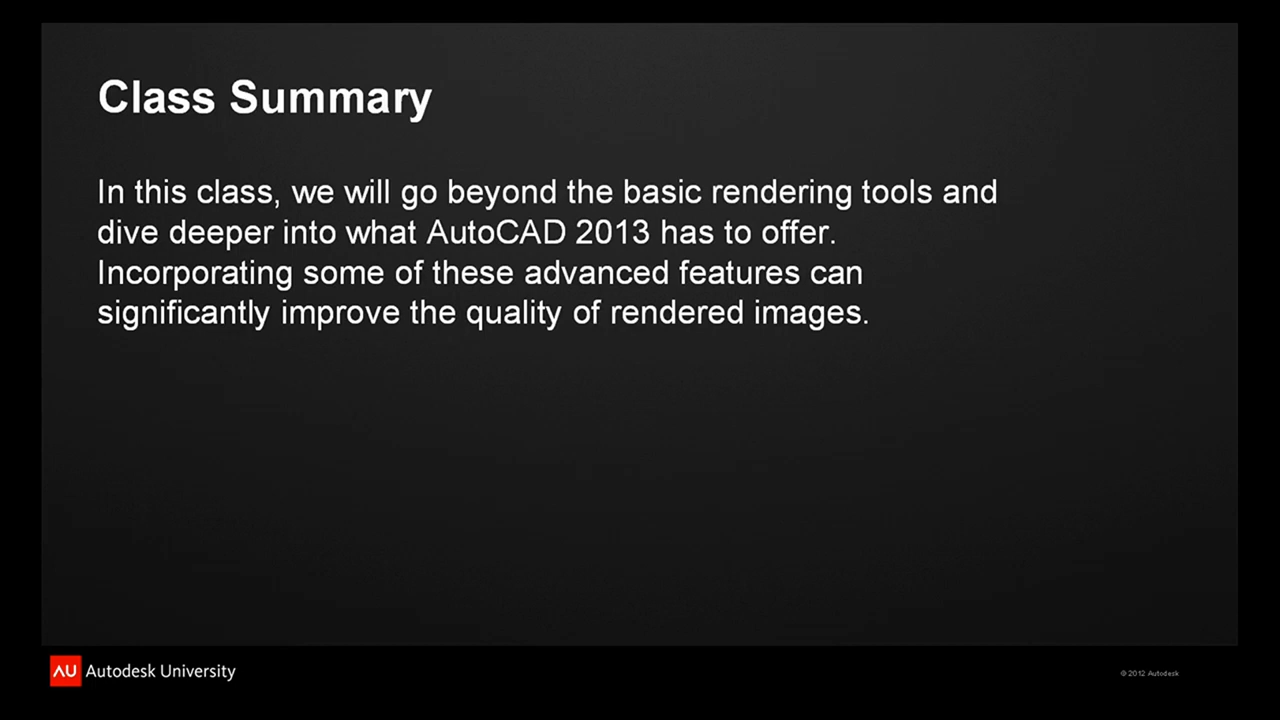 Class Summary
In this class, we will go beyond the basic rendering tools and
dive deeper into what AutoCAD 2013 has to offer.
Incorporating some of these advanced features can
significantly improve the quality of rendered images.
AU Autodesk University
© 2012 Autodesk